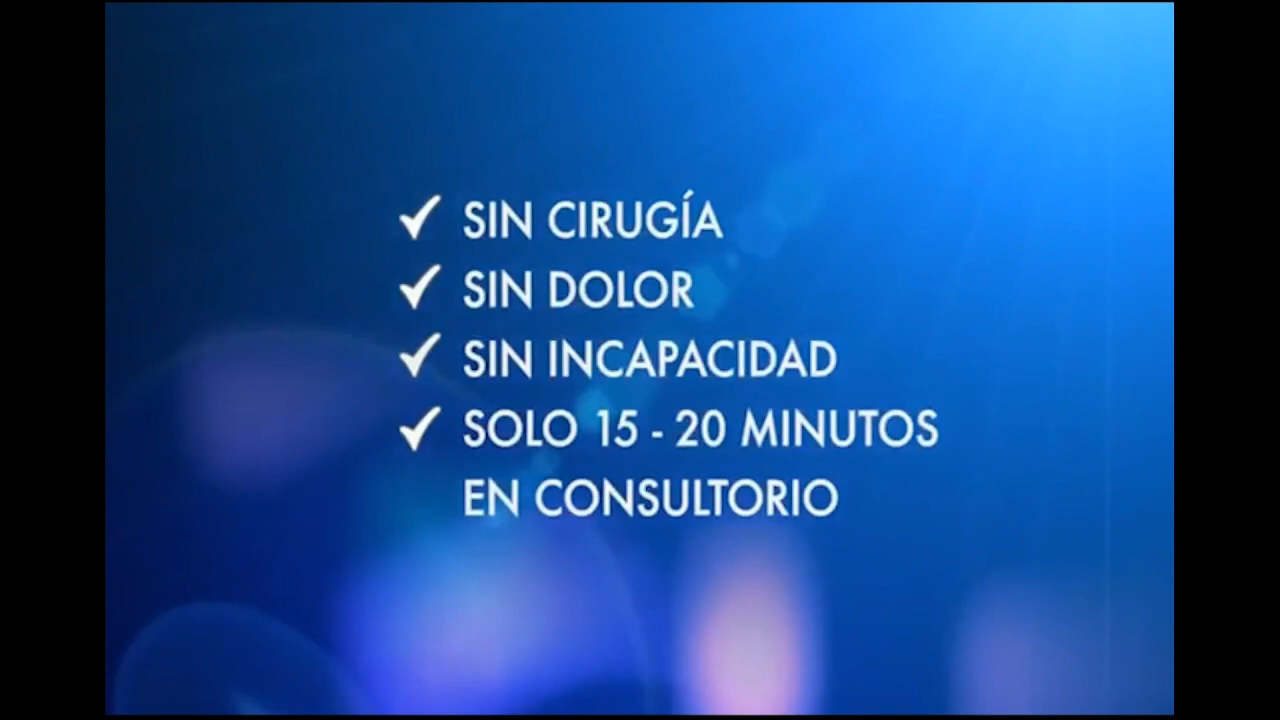 SIN CIRUGÍA
SIN DOLOR
SIN INCAPACIDAD
SOLO 15 - 20 MINUTOS
EN CONSULTORIO